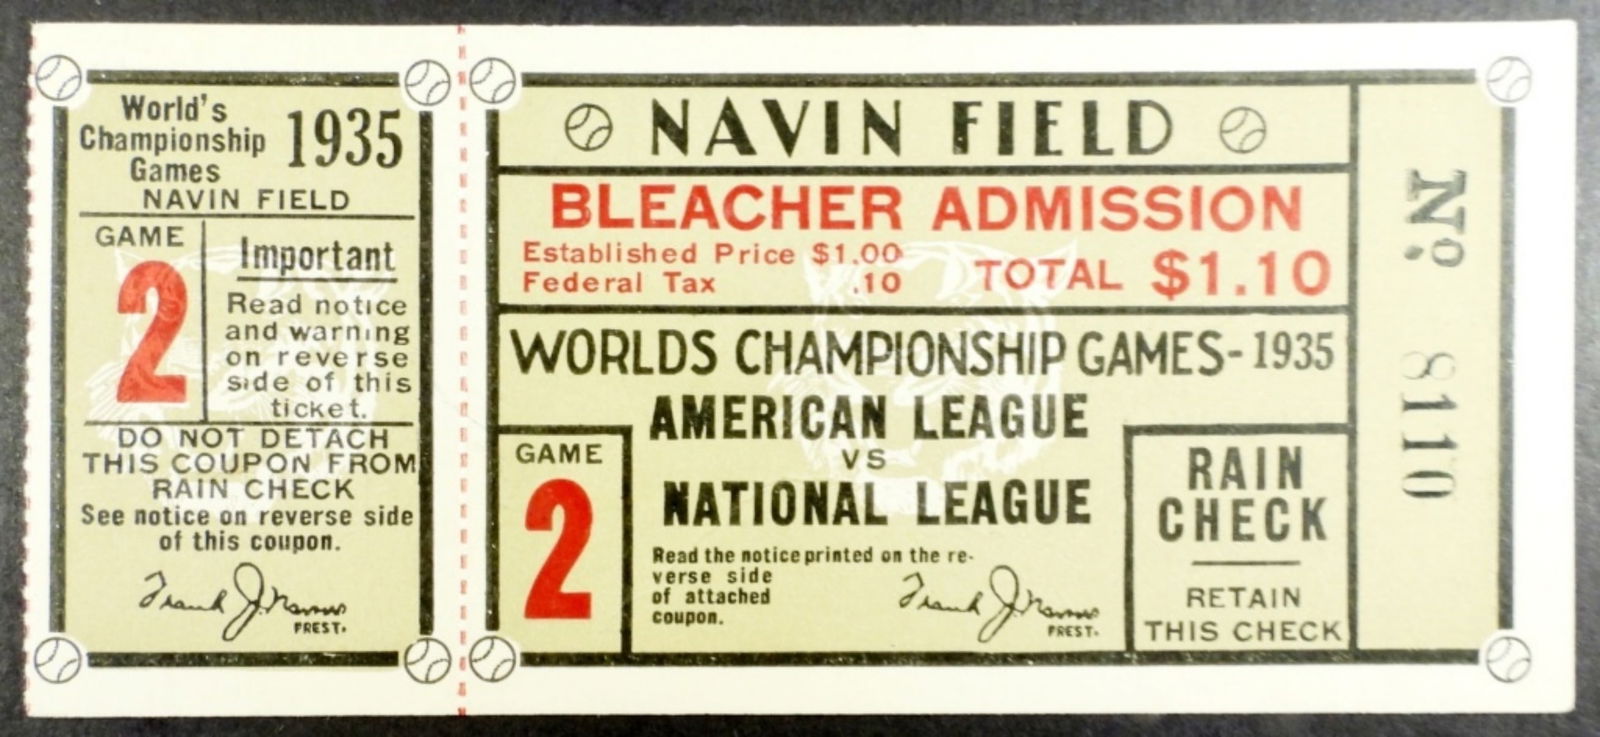 World's
Championship
Games
1935
NAVIN FIELD
GAME
2
Important
Read notice
and warning
on reverse
side of this
ticket.
DO NOT DETACH
THIS COUPON FROM
RAIN CHECK
See notice on reverse side
of this coupon.
Frank J. Navin
PREST.
NAVIN FIELD
BLEACHER ADMISSION
Established Price $1.00
Federal Tax .10
TOTAL $1.10
WORLDS CHAMPIONSHIP GAMES-1935
AMERICAN LEAGUE
VS
NATIONAL LEAGUE
GAME
2
Read the notice printed on the re-
verse side
of attached
coupon.
Frank J. Navin
PREST.
RAIN
CHECK
RETAIN
THIS CHECK
No. 8110